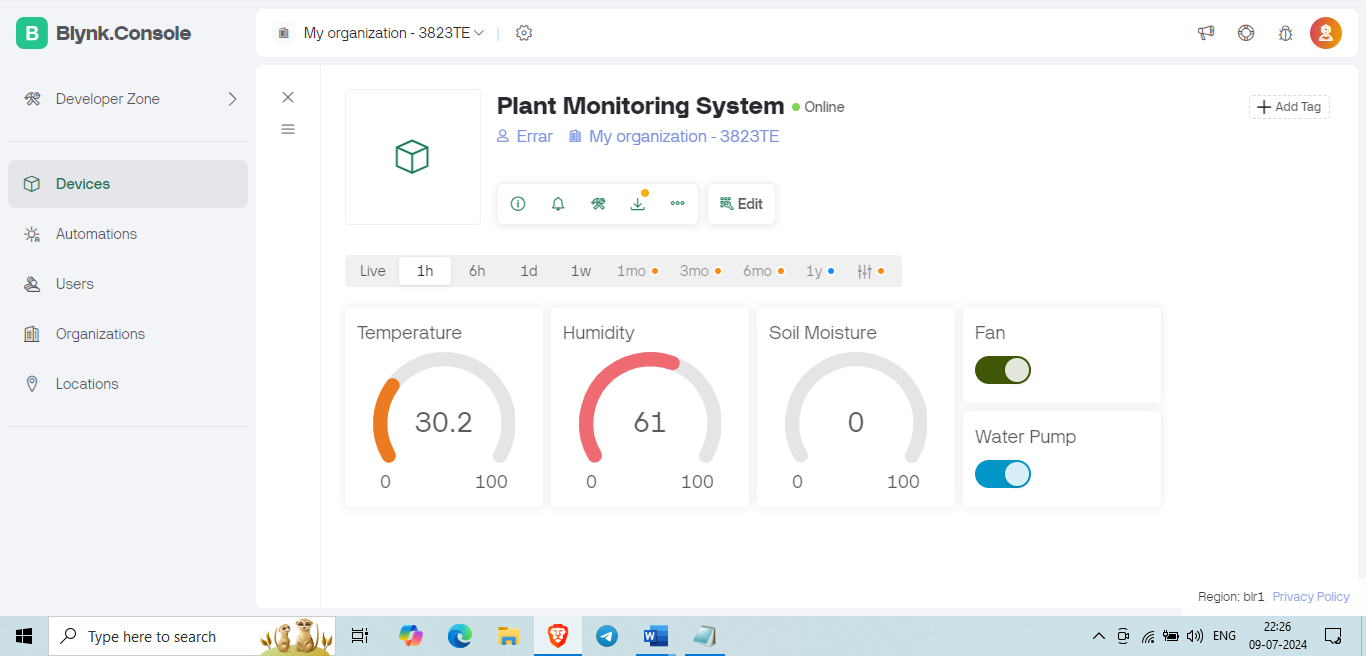 B Blynk.Console
My organization - 3823TE
Developer Zone
Devices
Automations
Users
Organizations
Locations
Plant Monitoring System Online
Errar My organization - 3823TE
Add Tag
Edit
Live 1h 6h 1d 1w 1mo 3mo 6mo 1y
Temperature
30.2
0 100
Humidity
61
0 100
Soil Moisture
0
0 100
Fan
Water Pump
Region: blr1 Privacy Policy
Type here to search
ENG
22:26
09-07-2024